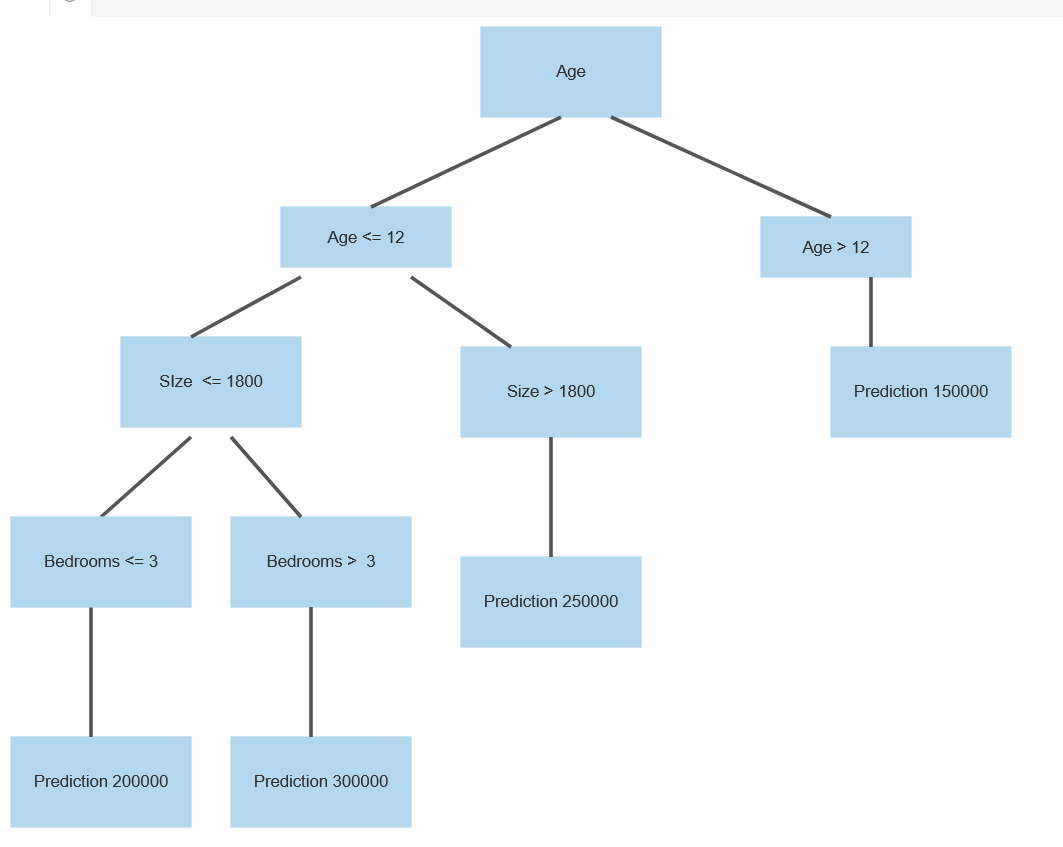 Age
Age <= 12
Age > 12
SIze  <= 1800
Size > 1800
Prediction 150000
Bedrooms <= 3
Bedrooms >  3
Prediction 250000
Prediction 200000
Prediction 300000